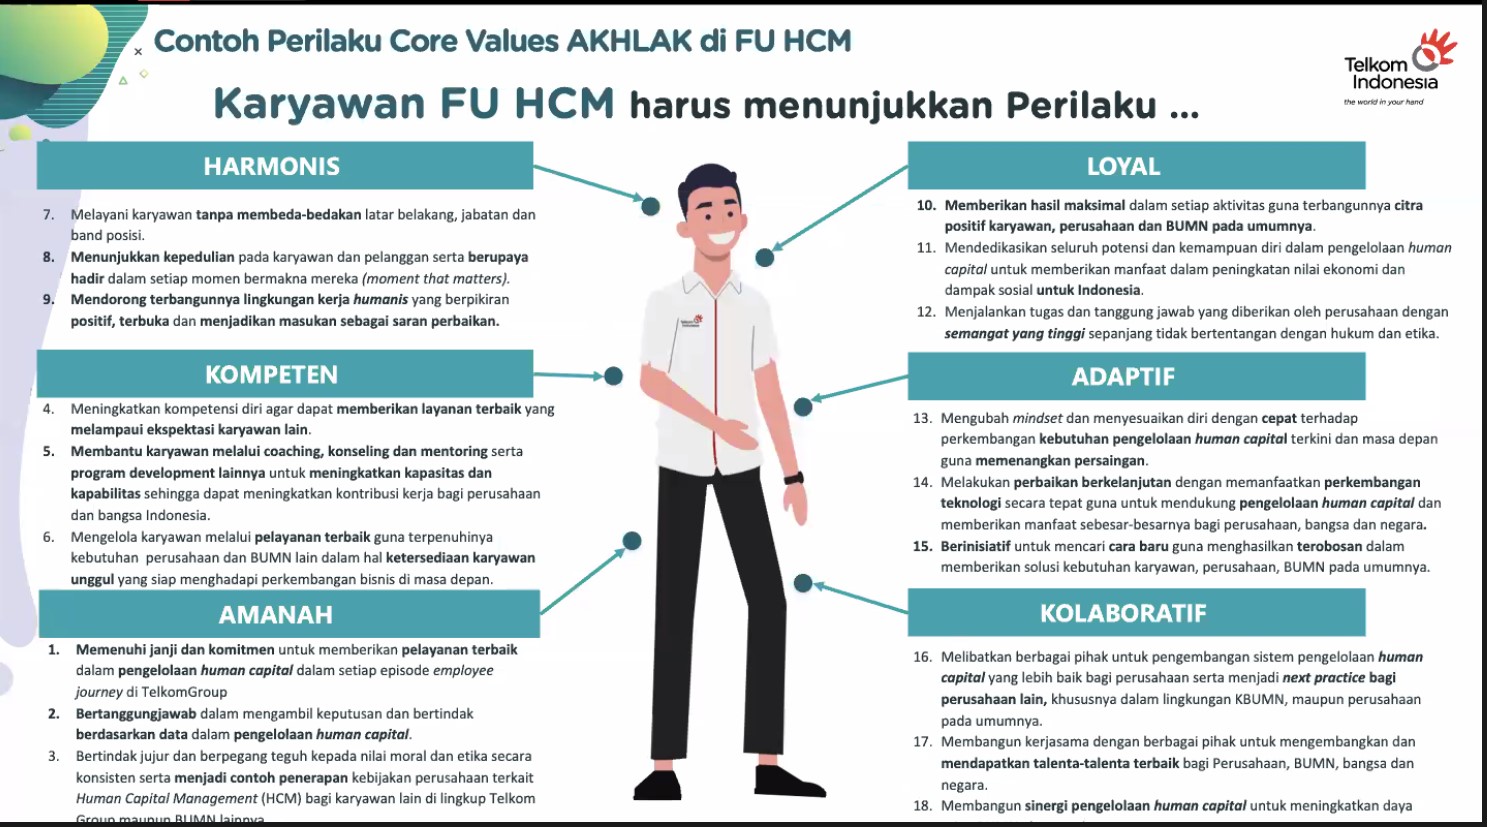 Contoh Perilaku Core Values AKHLAK di FU HCM
Telkom
Indonesia
the world in your hand
Karyawan FU HCM harus menunjukkan Perilaku ...
HARMONIS
7. Melayani karyawan tanpa membeda-bedakan latar belakang, jabatan dan
band posisi.
8. Menunjukkan kepedulian pada karyawan dan pelanggan serta berupaya
hadir dalam setiap momen bermakna mereka (moment that matters).
9. Mendorong terbangunnya lingkungan kerja humanis yang berpikiran
positif, terbuka dan menjadikan masukan sebagai saran perbaikan.
KOMPETEN
4. Meningkatkan kompetensi diri agar dapat memberikan layanan terbaik yang
melampaui ekspektasi karyawan lain.
5. Membantu karyawan melalui coaching, konseling dan mentoring serta
program development lainnya untuk meningkatkan kapasitas dan
kapabilitas sehingga dapat meningkatkan kontribusi kerja bagi perusahaan
dan bangsa Indonesia.
6. Mengelola karyawan melalui pelayanan terbaik guna terpenuhinya
kebutuhan perusahaan dan BUMN lain dalam hal ketersediaan karyawan
unggul yang siap menghadapi perkembangan bisnis di masa depan.
AMANAH
1. Memenuhi janji dan komitmen untuk memberikan pelayanan terbaik
dalam pengelolaan human capital dalam setiap episode employee
journey di TelkomGroup
2. Bertanggungjawab dalam mengambil keputusan dan bertindak
berdasarkan data dalam pengelolaan human capital.
3. Bertindak jujur dan berpegang teguh kepada nilai moral dan etika secara
konsisten serta menjadi contoh penerapan kebijakan perusahaan terkait
Human Capital Management (HCM) bagi karyawan lain di lingkup Telkom
Group maupun BUMN lainnya
Telkom
Indonesia
LOYAL
10. Memberikan hasil maksimal dalam setiap aktivitas guna terbangunnya citra
positif karyawan, perusahaan dan BUMN pada umumnya.
11. Mendedikasikan seluruh potensi dan kemampuan diri dalam pengelolaan human
capital untuk memberikan manfaat dalam peningkatan nilai ekonomi dan
dampak sosial untuk Indonesia.
12. Menjalankan tugas dan tanggung jawab yang diberikan oleh perusahaan dengan
semangat yang tinggi sepanjang tidak bertentangan dengan hukum dan etika.
ADAPTIF
13. Mengubah mindset dan menyesuaikan diri dengan cepat terhadap
perkembangan kebutuhan pengelolaan human capital terkini dan masa depan
guna memenangkan persaingan.
14. Melakukan perbaikan berkelanjutan dengan memanfaatkan perkembangan
teknologi secara tepat guna untuk mendukung pengelolaan human capital dan
memberikan manfaat sebesar-besarnya bagi perusahaan, bangsa dan negara.
15. Berinisiatif untuk mencari cara baru guna menghasilkan terobosan dalam
memberikan solusi kebutuhan karyawan, perusahaan, BUMN pada umumnya.
KOLABORATIF
16. Melibatkan berbagai pihak untuk pengembangan sistem pengelolaan human
capital yang lebih baik bagi perusahaan serta menjadi next practice bagi
perusahaan lain, khususnya dalam lingkungan KBUMN, maupun perusahaan
pada umumnya.
17. Membangun kerjasama dengan berbagai pihak untuk mengembangkan dan
mendapatkan talenta-talenta terbaik bagi Perusahaan, BUMN, bangsa dan
negara.
18. Membangun sinergi pengelolaan human capital untuk meningkatkan daya